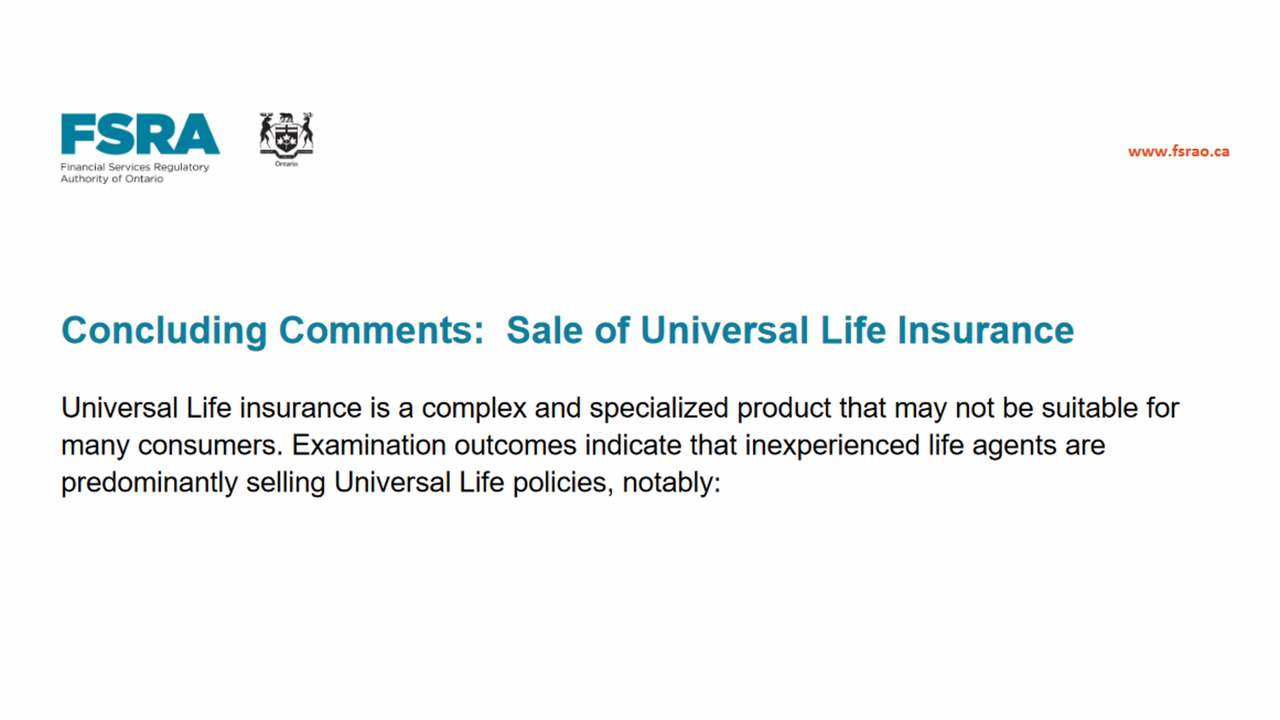 FSRA
Financial Services Regulatory
Authority of Ontario
Ontario
www.fsrao.ca
Concluding Comments:  Sale of Universal Life Insurance
Universal Life insurance is a complex and specialized product that may not be suitable for
many consumers. Examination outcomes indicate that inexperienced life agents are
predominantly selling Universal Life policies, notably: